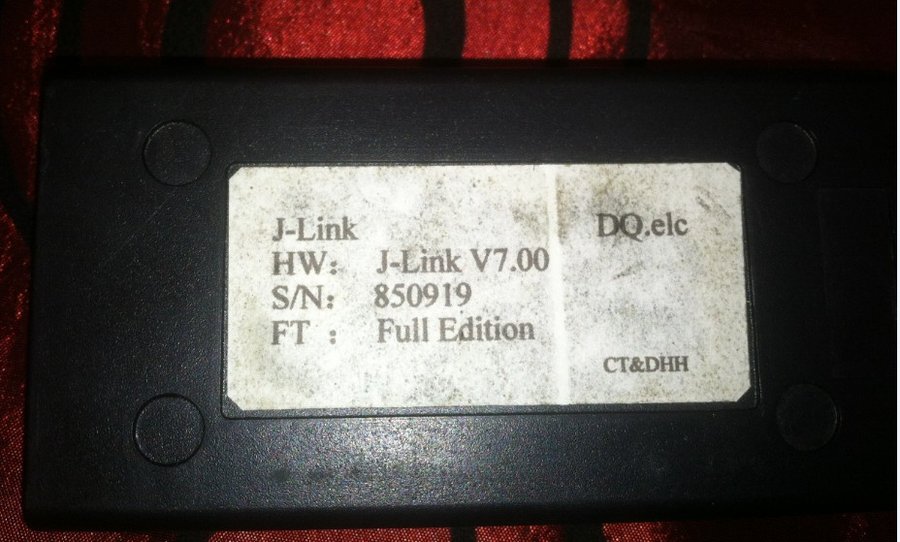 J-Link DQ.elc
HW： J-Link V7.00
S/N： 850919
FT ： Full Edition
CT&DHH